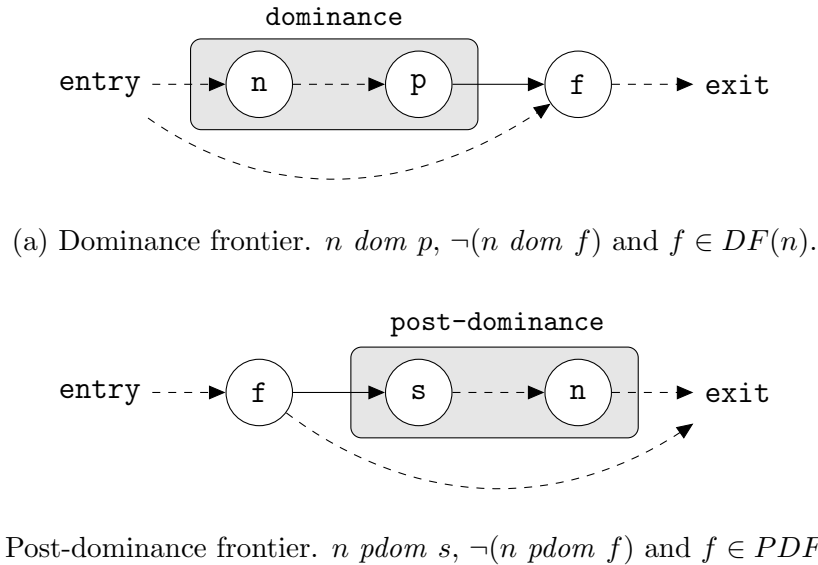 dominance
entry n p f exit
(a) Dominance frontier. n dom p, ¬(n dom f) and f ∈ DF(n).
post-dominance
entry f s n exit
Post-dominance frontier. n pdom s, ¬(n pdom f) and f ∈ PDF